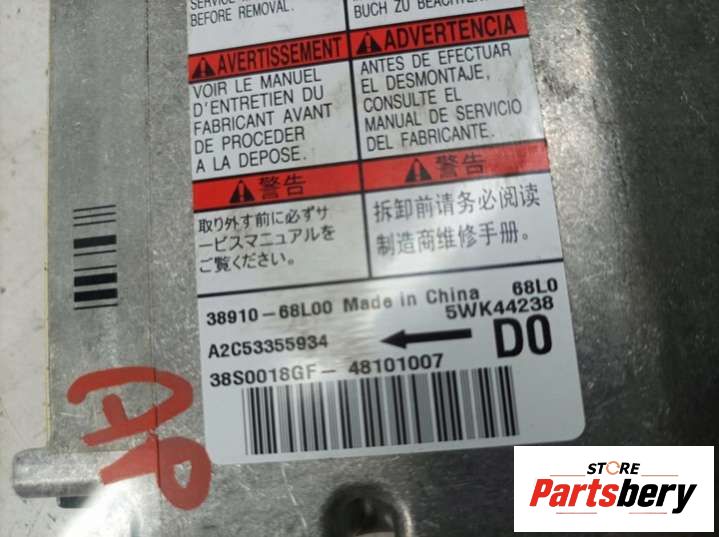 BEFORE REMOVAL.
BUCH ZU BEACHTEN.
AVERTISSEMENT
VOIR LE MANUEL
D'ENTRETIEN DU
FABRICANT AVANT
DE PROCEDER
A LA DEPOSE.
ADVERTENCIA
ANTES DE EFECTUAR
EL DESMONTAJE,
CONSULTE EL
MANUAL DE SERVICIO
DEL FABRICANTE.
警告
取り外す前に必ずサ
ービスマニュアルを
ご覧ください。
警告
拆卸前请务必阅读
制造商维修手册.
38910-68L00 Made in China 68L0
5WK44238
A2C53355934
D0
38S0018GF- 48101007
STORE
Partsbery